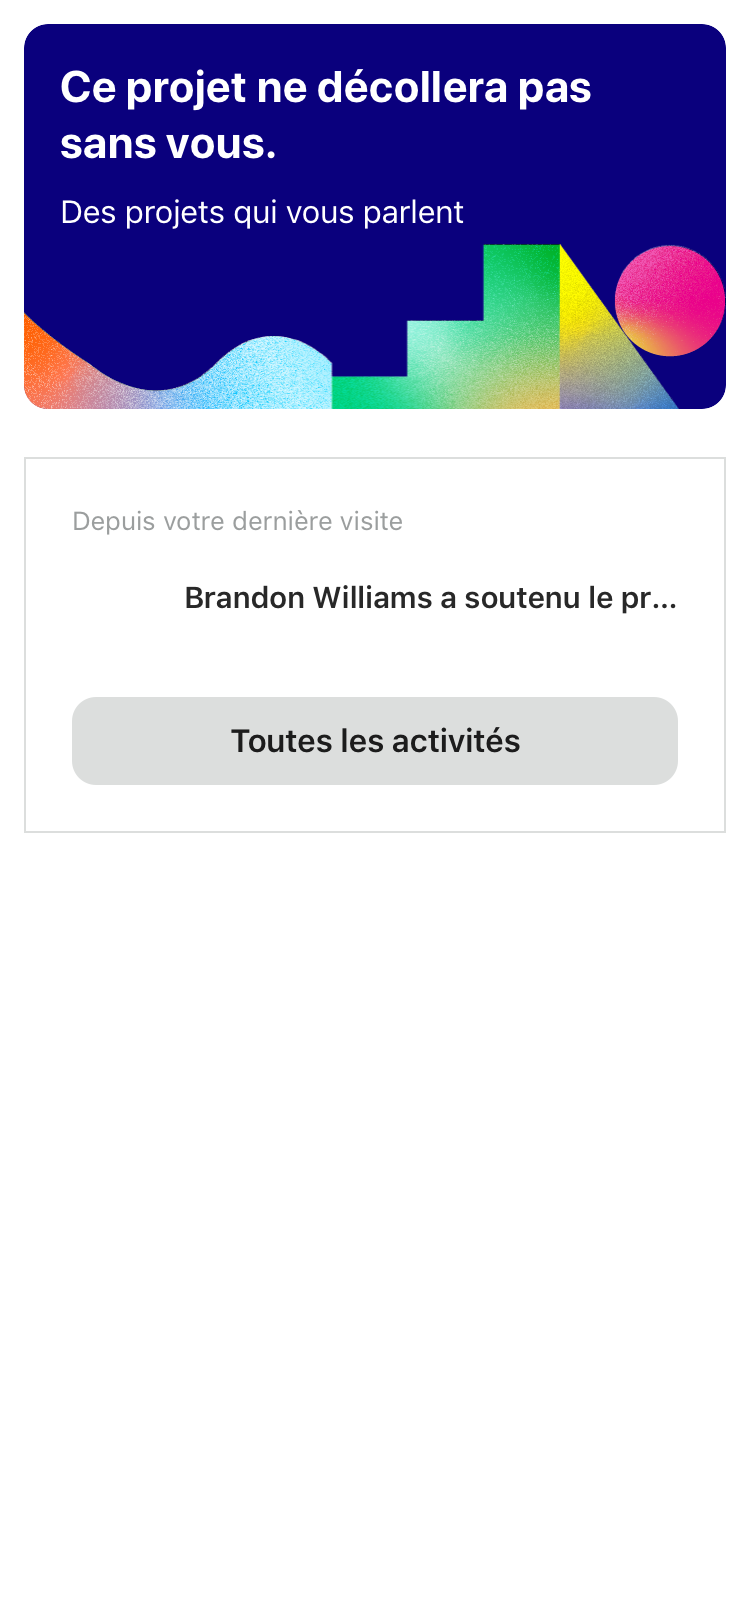 Ce projet ne décollera pas
sans vous.
Des projets qui vous parlent
Depuis votre dernière visite
Brandon Williams a soutenu le pr...
Toutes les activités